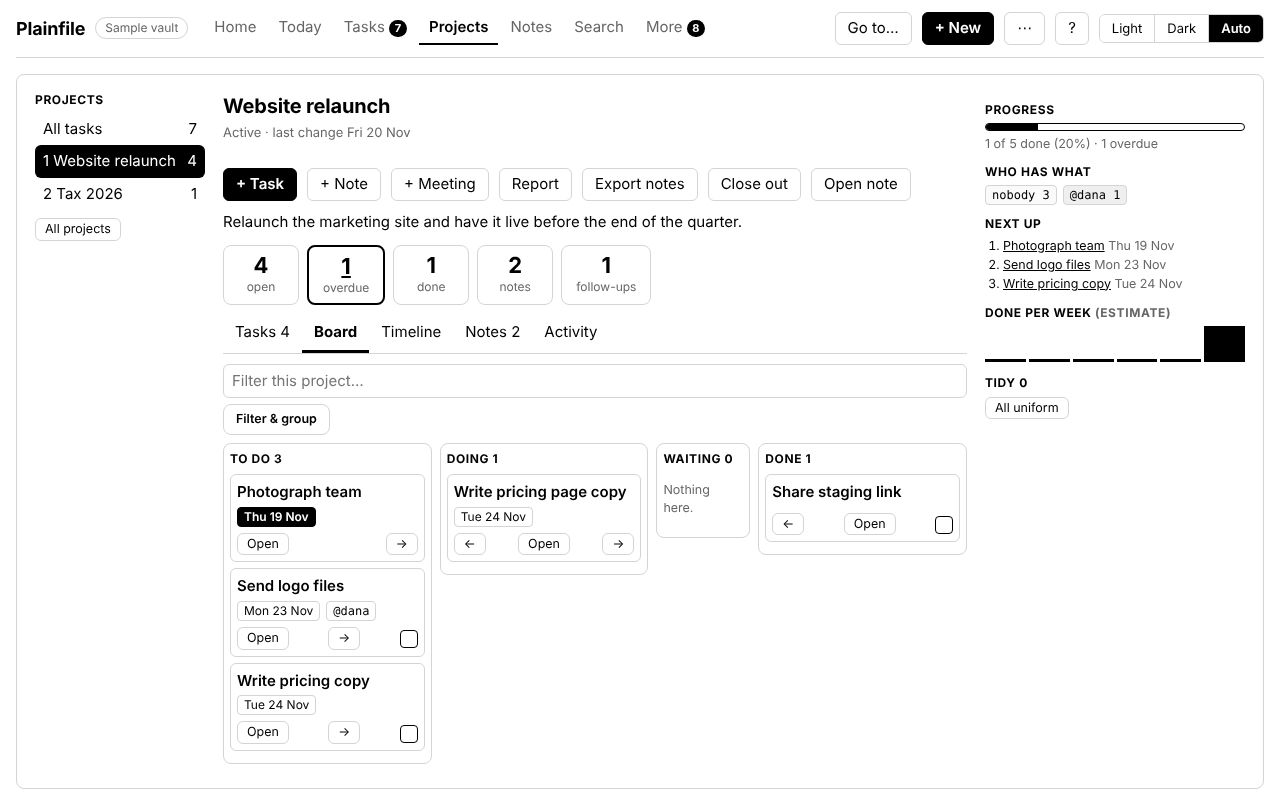 Plainfile Sample vault Home Today Tasks 7 Projects Notes Search More 8 Go to... + New ... ? Light Dark Auto
PROJECTS
All tasks 7
1 Website relaunch 4
2 Tax 2026 1
All projects
Website relaunch
Active · last change Fri 20 Nov
+ Task + Note + Meeting Report Export notes Close out Open note
Relaunch the marketing site and have it live before the end of the quarter.
4 open
1 overdue
1 done
2 notes
1 follow-ups
Tasks 4 Board Timeline Notes 2 Activity
Filter this project...
Filter & group
TO DO 3
Photograph team
Thu 19 Nov
Open →
Send logo files
Mon 23 Nov @dana
Open →
Write pricing copy
Tue 24 Nov
Open →
DOING 1
Write pricing page copy
Tue 24 Nov
← Open →
WAITING 0
Nothing
here.
DONE 1
Share staging link
← Open
PROGRESS
1 of 5 done (20%) · 1 overdue
WHO HAS WHAT
nobody 3 @dana 1
NEXT UP
1. Photograph team Thu 19 Nov
2. Send logo files Mon 23 Nov
3. Write pricing copy Tue 24 Nov
DONE PER WEEK (ESTIMATE)
TIDY 0
All uniform